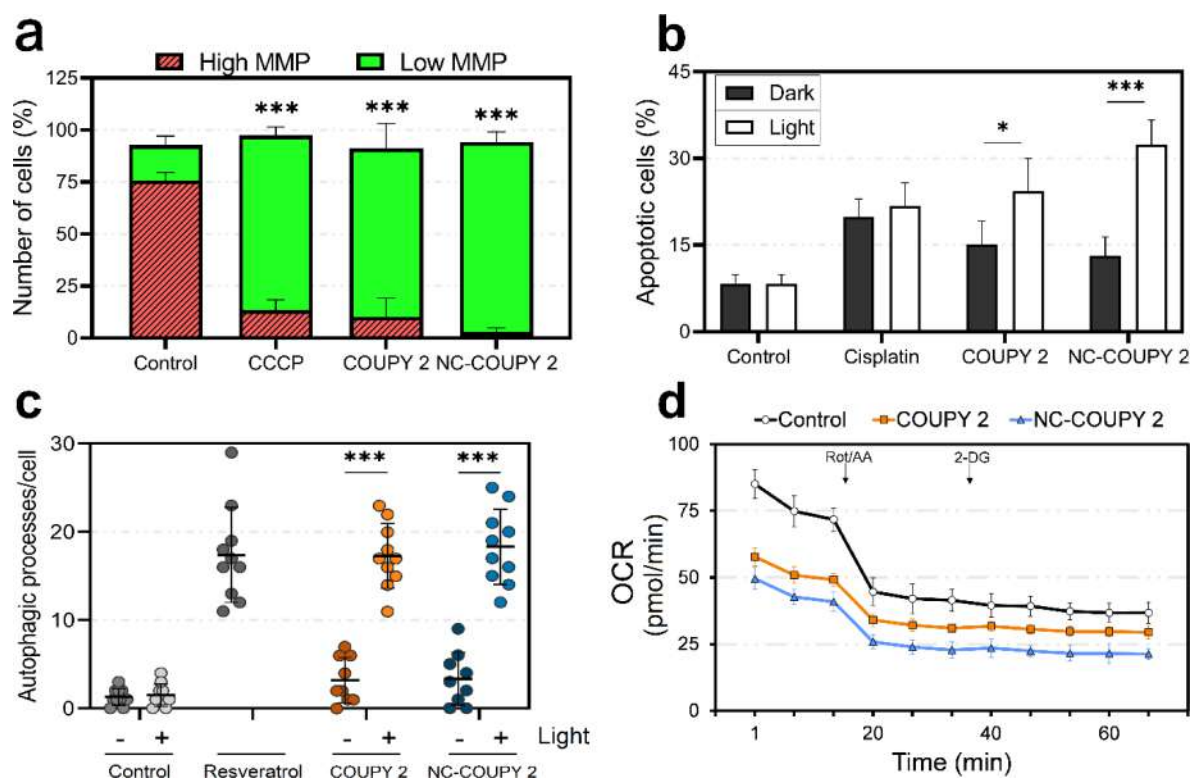 a
High MMP Low MMP
Number of cells (%)
125
100
75
50
25
0
*** *** ***
Control CCCP COUPY 2 NC-COUPY 2
b
Dark
Light
Apoptotic cells (%)
45
30
15
0
* ***
Control Cisplatin COUPY 2 NC-COUPY 2
c
Autophagic processes/cell
30
20
10
0
*** ***
- + - + - + Light
Control Resveratrol COUPY 2 NC-COUPY 2
d
Control COUPY 2 NC-COUPY 2
OCR
(pmol/min)
100
75
50
25
0
Rot/AA 2-DG
1 20 40 60
Time (min)